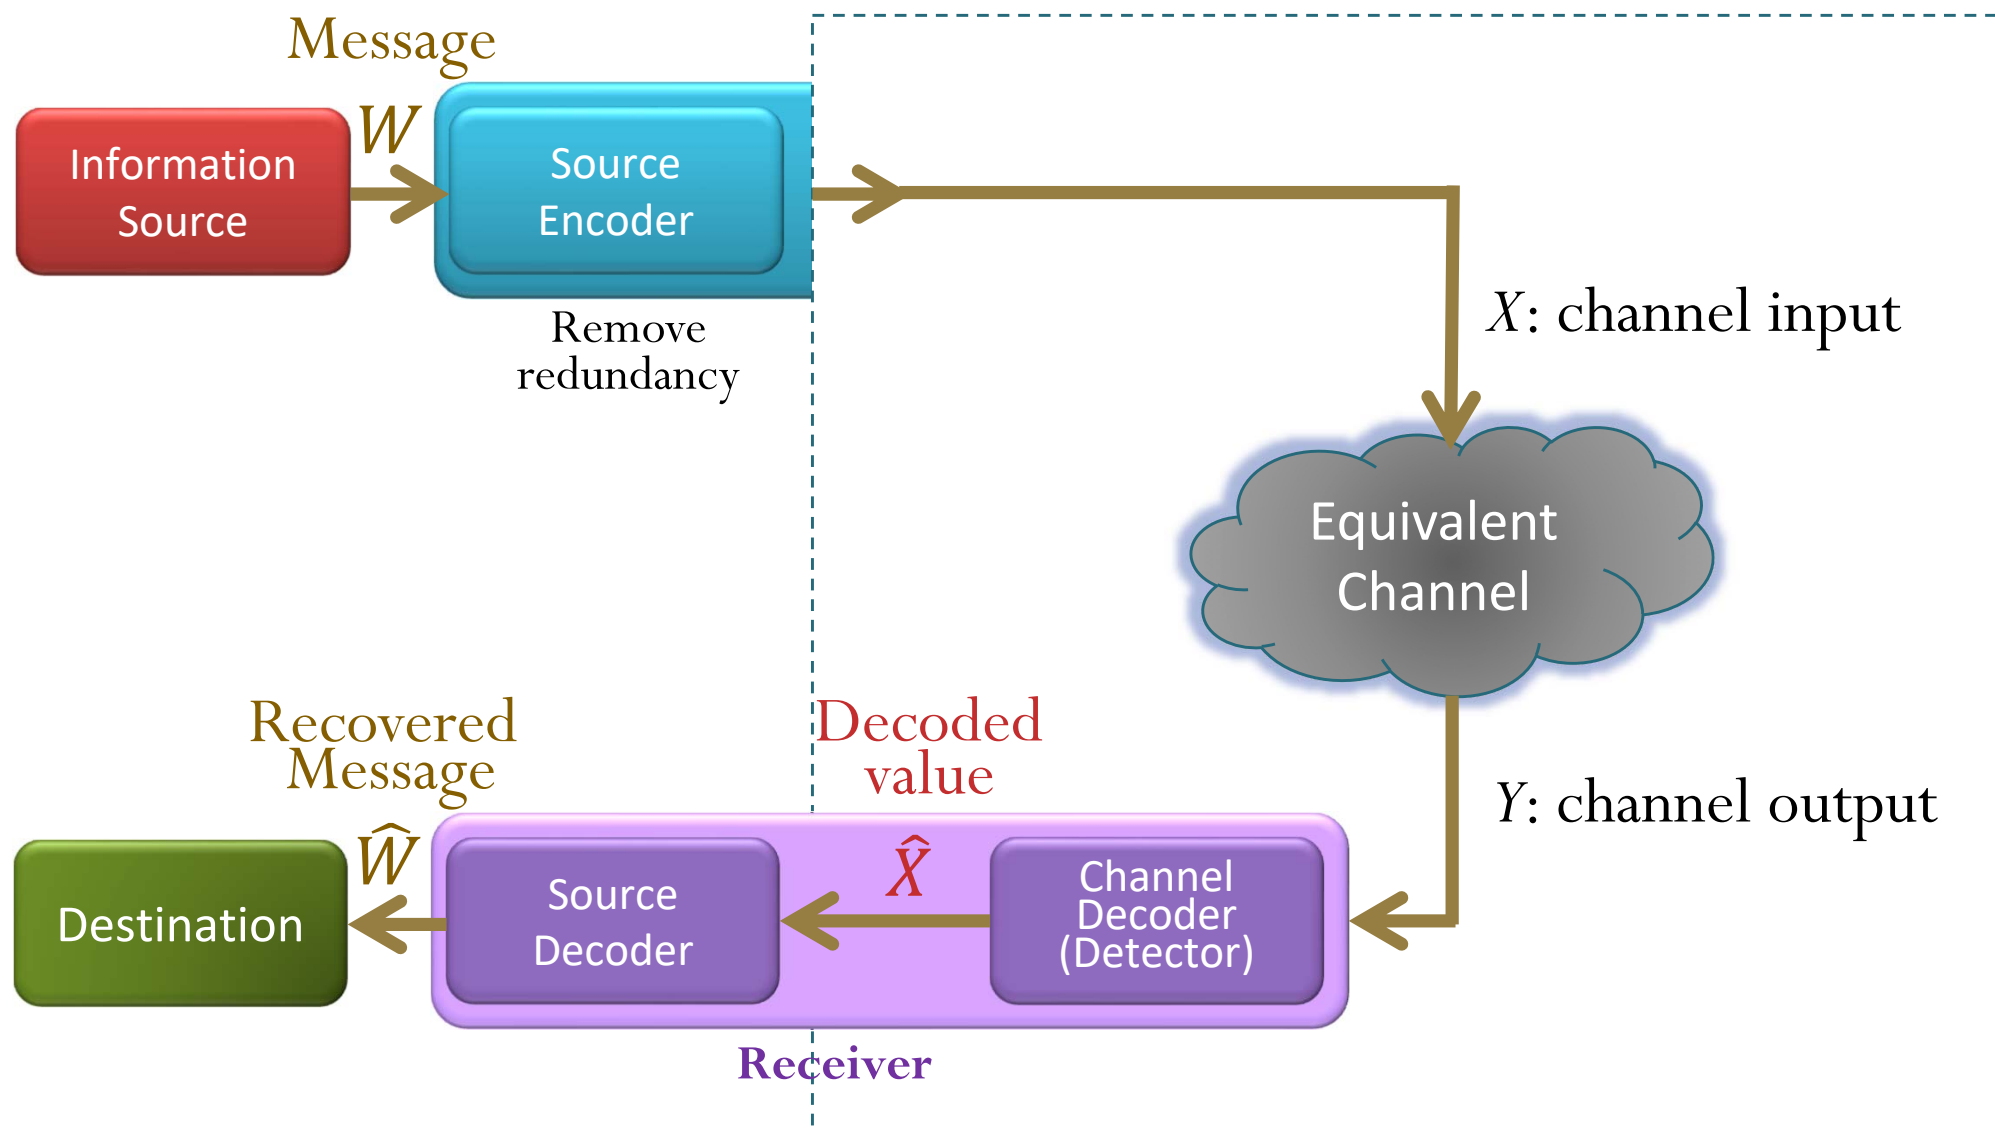 Message
W
Information
Source
Source
Encoder
Remove
redundancy
X: channel input
Equivalent
Channel
Y: channel output
Recovered
Message
Ŵ
Decoded
value
X̂
Destination
Source
Decoder
Channel
Decoder
(Detector)
Receiver